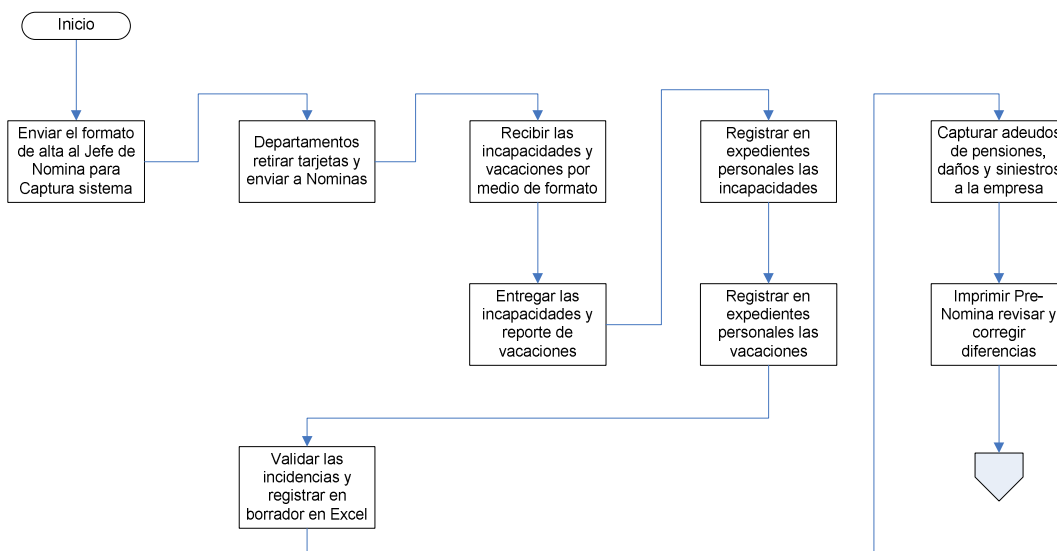 Inicio
Enviar el formato
de alta al Jefe de
Nomina para
Captura sistema
Departamentos
retirar tarjetas y
enviar a Nominas
Recibir las
incapacidades y
vacaciones por
medio de formato
Entregar las
incapacidades y
reporte de
vacaciones
Registrar en
expedientes
personales las
incapacidades
Registrar en
expedientes
personales las
vacaciones
Validar las
incidencias y
registrar en
borrador en Excel
Capturar adeudos
de pensiones,
daños y siniestros
a la empresa
Imprimir Pre-
Nomina revisar y
corregir
diferencias